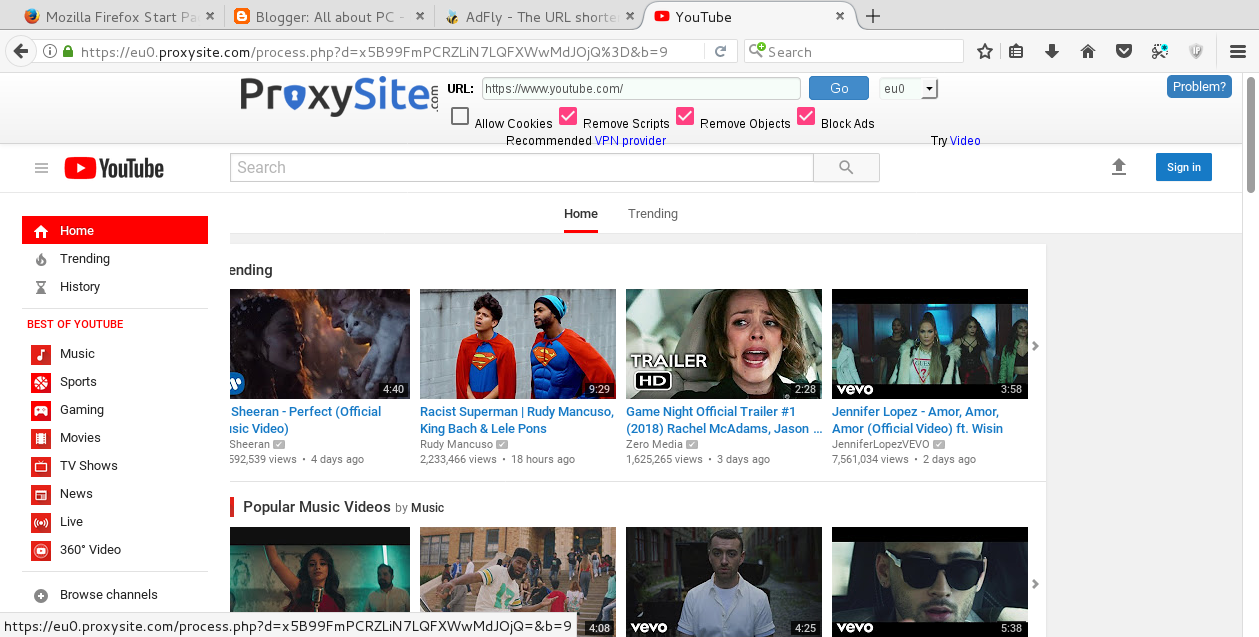 Mozilla Firefox Start Pa
Blogger: All about PC -
AdFly - The URL shorte
YouTube
https://eu0.proxysite.com/process.php?d=x5B99FmPCRZLiN7LQFXWwMdJOjQ%3D&b=9
Search
ProxySite.com
URL:
https://www.youtube.com/
Go
eu0
Problem?
Allow Cookies
Remove Scripts
Remove Objects
Block Ads
Recommended VPN provider
Try Video
YouTube
Search
Sign in
Home
Trending
Home
Trending
History
BEST OF YOUTUBE
Music
Sports
Gaming
Movies
TV Shows
News
Live
360° Video
Browse channels
ending
4:40
Sheeran - Perfect (Official
usic Video)
Sheeran
592,539 views • 4 days ago
9:29
Racist Superman | Rudy Mancuso,
King Bach & Lele Pons
Rudy Mancuso
2,233,466 views • 18 hours ago
TRAILER
HD
2:28
Game Night Official Trailer #1
(2018) Rachel McAdams, Jason ...
Zero Media
1,625,265 views • 3 days ago
GUESS
vevo
3:58
Jennifer Lopez - Amor, Amor,
Amor (Official Video) ft. Wisin
JenniferLopezVEVO
7,561,034 views • 2 days ago
Popular Music Videos by Music
4:08
vevo
4:25
vevo
5:38
https://eu0.proxysite.com/process.php?d=x5B99FmPCRZLiN7LQFXWwMdJOjQ=&b=9